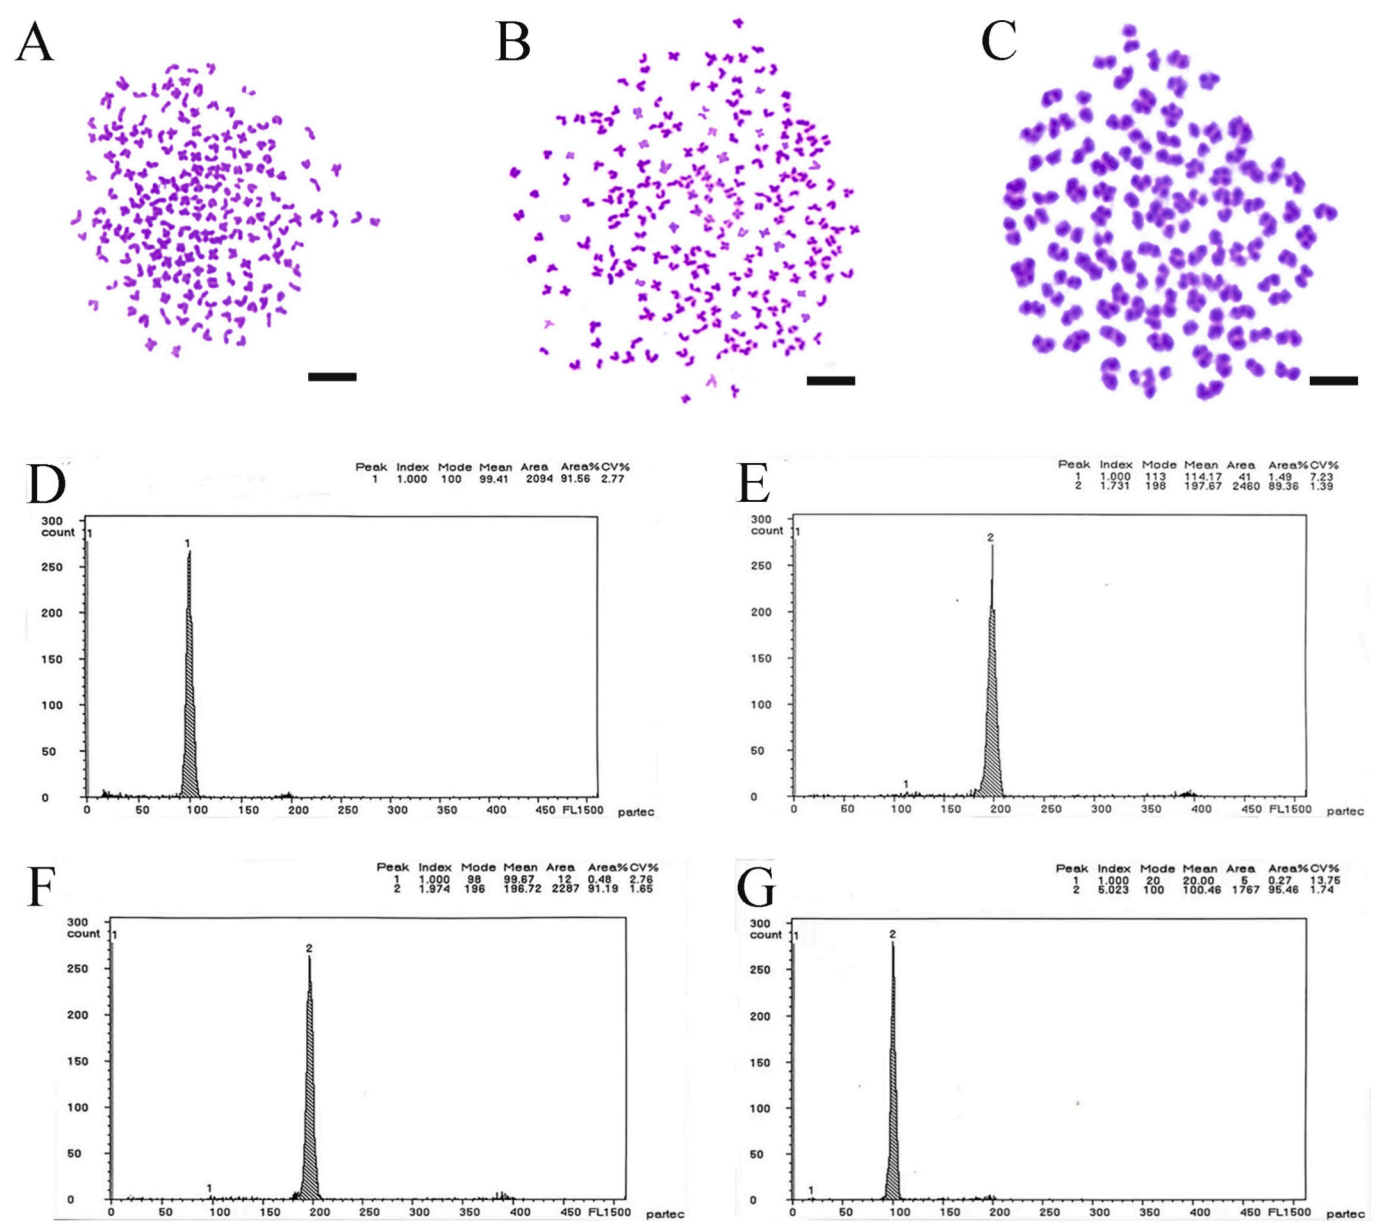 A
B
C
D
Peak Index Mode Mean Area Area% CV%
1 1.000 100 99.41 2094 91.56 2.77
300
count
1
1
250
200
150
100
50
0
0 50 100 150 200 250 300 350 400 450 FL1500
partec
E
Peak Index Mode Mean Area Area% CV%
1 1.000 113 114.17 41 1.49 7.23
2 1.731 198 197.67 2460 89.36 1.39
300
count
1
2
250
200
150
100
50
1
0
0 50 100 150 200 250 300 350 400 450 FL1500
partec
F
Peak Index Mode Mean Area Area% CV%
1 1.000 98 99.67 12 0.48 2.76
2 1.974 196 196.72 2287 91.19 1.65
300
count
1
2
250
200
150
100
50
1
0
0 50 100 150 200 250 300 350 400 450 FL1500
partec
G
Peak Index Mode Mean Area Area% CV%
1 1.000 20 20.00 5 0.27 13.75
2 5.023 100 100.46 1767 95.46 1.74
300
count
1
2
250
200
150
100
50
1
0
0 50 100 150 200 250 300 350 400 450 FL1500
partec